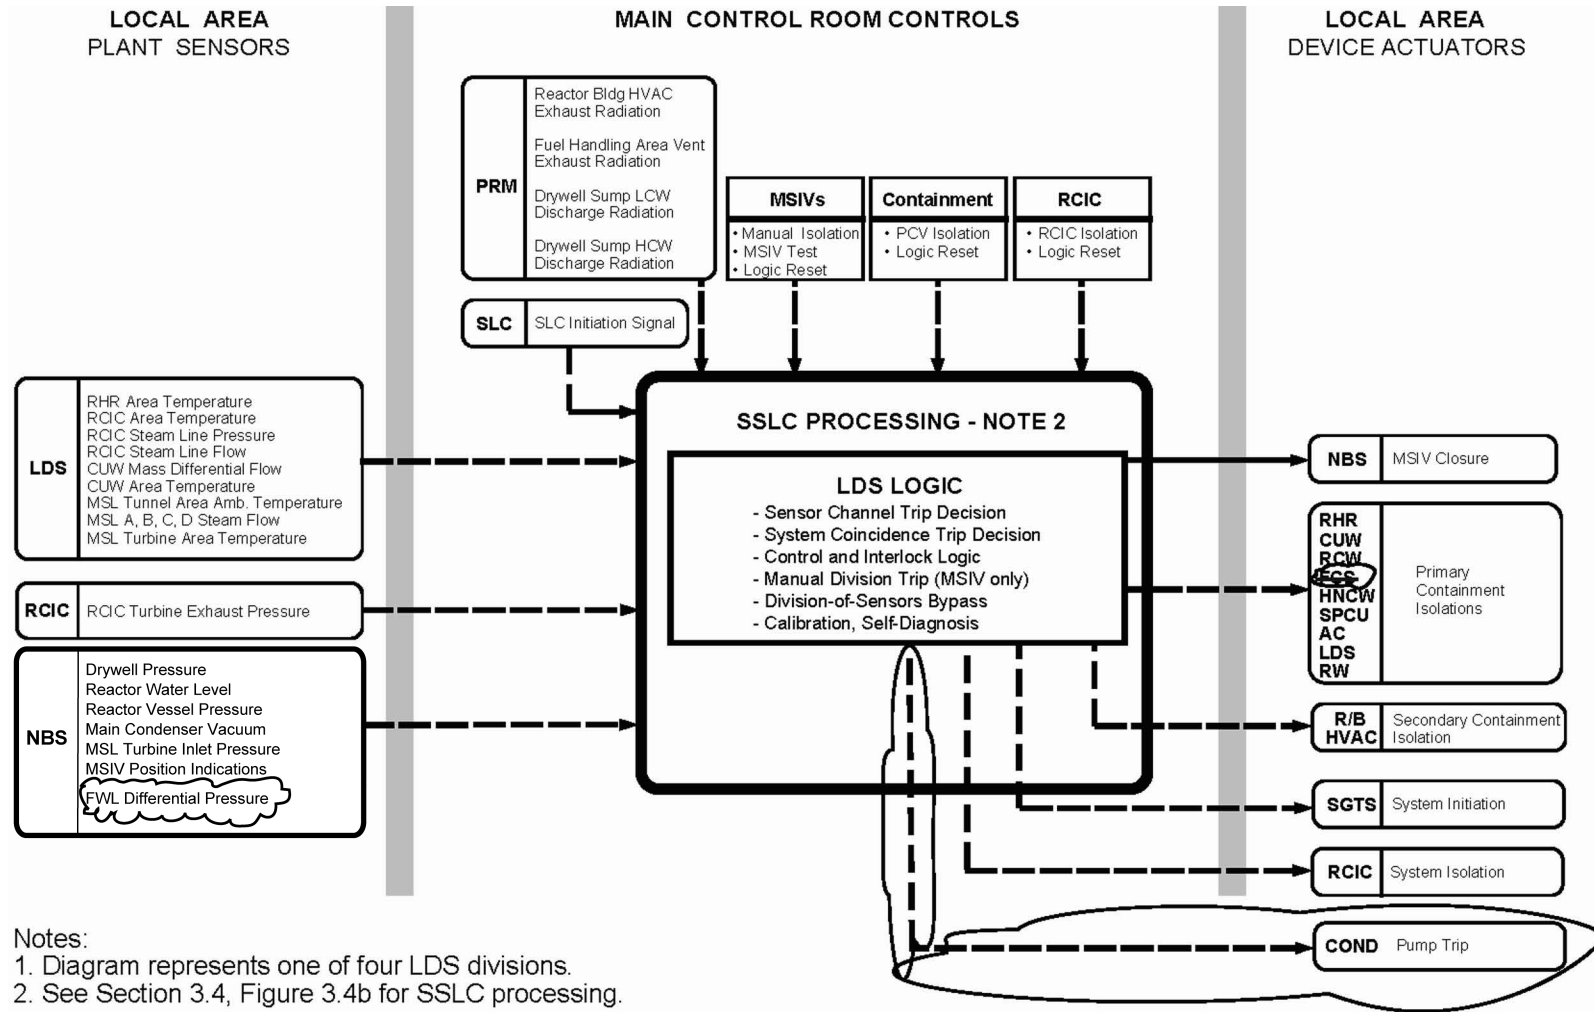 LOCAL AREA
PLANT SENSORS
MAIN CONTROL ROOM CONTROLS
LOCAL AREA
DEVICE ACTUATORS
PRM
Reactor Bldg HVAC
Exhaust Radiation
Fuel Handling Area Vent
Exhaust Radiation
Drywell Sump LCW
Discharge Radiation
Drywell Sump HCW
Discharge Radiation
MSIVs
• Manual Isolation
• MSIV Test
• Logic Reset
Containment
• PCV Isolation
• Logic Reset
RCIC
• RCIC Isolation
• Logic Reset
SLC
SLC Initiation Signal
LDS
RHR Area Temperature
RCIC Area Temperature
RCIC Steam Line Pressure
RCIC Steam Line Flow
CUW Mass Differential Flow
CUW Area Temperature
MSL Tunnel Area Amb. Temperature
MSL A, B, C, D Steam Flow
MSL Turbine Area Temperature
RCIC
RCIC Turbine Exhaust Pressure
NBS
Drywell Pressure
Reactor Water Level
Reactor Vessel Pressure
Main Condenser Vacuum
MSL Turbine Inlet Pressure
MSIV Position Indications
FWL Differential Pressure
SSLC PROCESSING - NOTE 2
LDS LOGIC
- Sensor Channel Trip Decision
- System Coincidence Trip Decision
- Control and Interlock Logic
- Manual Division Trip (MSIV only)
- Division-of-Sensors Bypass
- Calibration, Self-Diagnosis
NBS
MSIV Closure
RHR
CUW
RCW
FCS
HNCW
SPCU
AC
LDS
RW
Primary
Containment
Isolations
R/B
HVAC
Secondary Containment
Isolation
SGTS
System Initiation
RCIC
System Isolation
COND
Pump Trip
Notes:
1. Diagram represents one of four LDS divisions.
2. See Section 3.4, Figure 3.4b for SSLC processing.